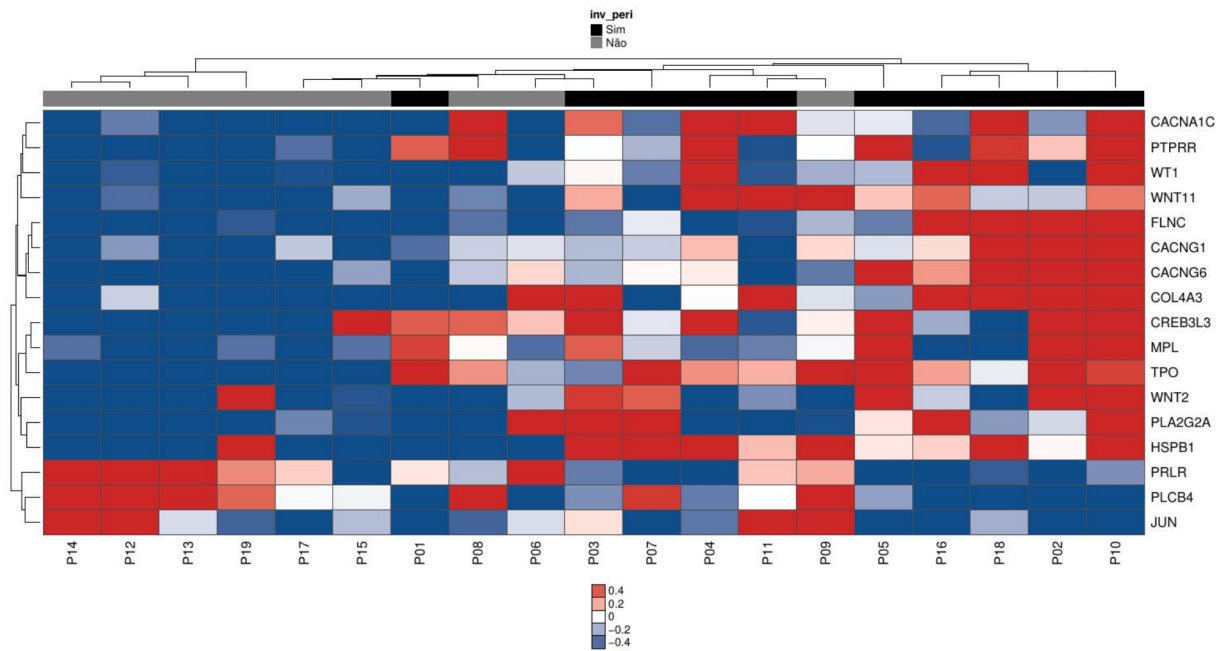 inv_peri
Sim
Não
CACNA1C
PTPRR
WT1
WNT11
FLNC
CACNG1
CACNG6
COL4A3
CREB3L3
MPL
TPO
WNT2
PLA2G2A
HSPB1
PRLR
PLCB4
JUN
P14 P12 P13 P19 P17 P15 P01 P08 P06 P03 P07 P04 P11 P09 P05 P16 P18 P02 P10
0.4
0.2
0
−0.2
−0.4